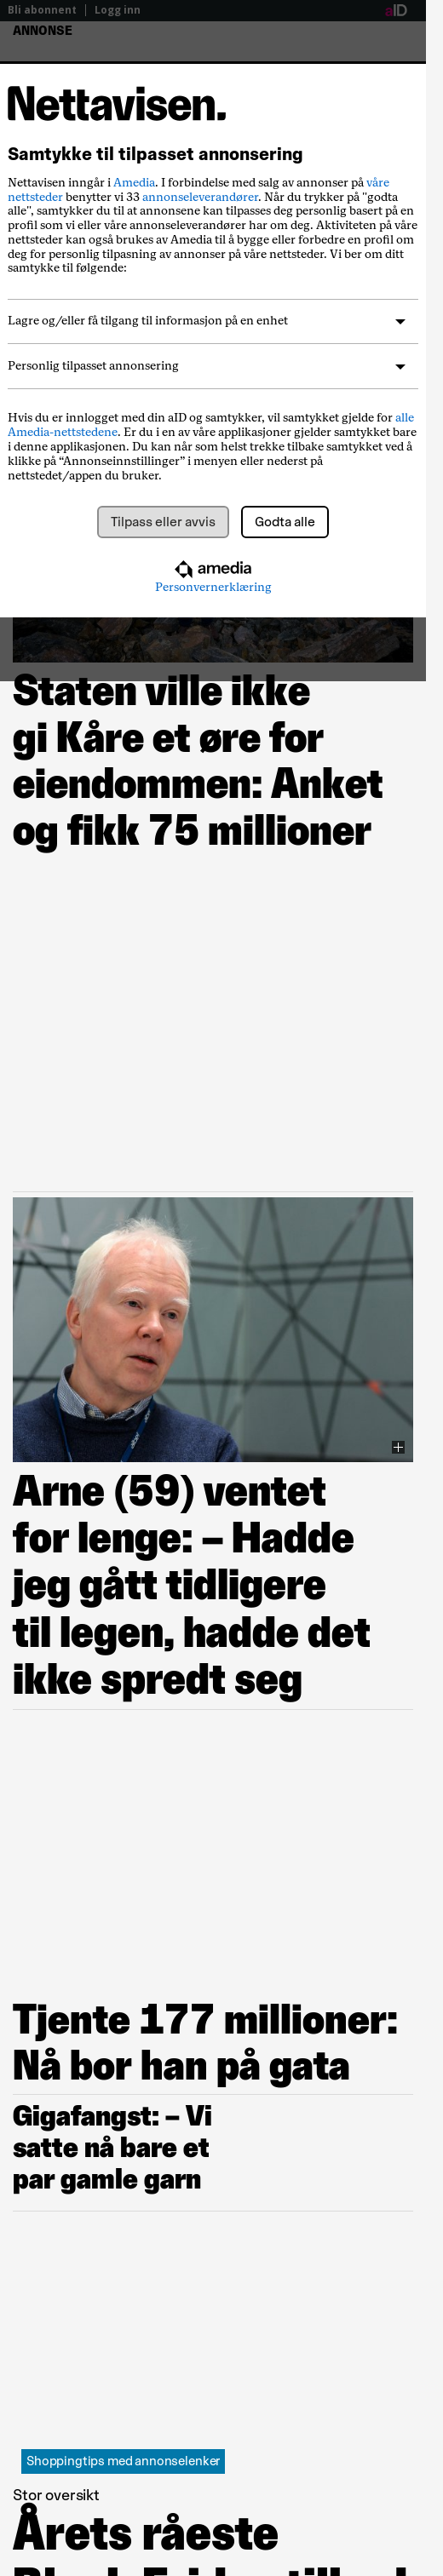 Bli abonnent | Logg inn aID
ANNONSE
Nettavisen.
Samtykke til tilpasset annonsering
Nettavisen inngår i Amedia. I forbindelse med salg av annonser på våre
nettsteder benytter vi 33 annonseleverandører. Når du trykker på "godta
alle", samtykker du til at annonsene kan tilpasses deg personlig basert på en
profil som vi eller våre annonseleverandører har om deg. Aktiviteten på våre
nettsteder kan også brukes av Amedia til å bygge eller forbedre en profil om
deg for personlig tilpasning av annonser på våre nettsteder. Vi ber om ditt
samtykke til følgende:
Lagre og/eller få tilgang til informasjon på en enhet
Personlig tilpasset annonsering
Hvis du er innlogget med din aID og samtykker, vil samtykket gjelde for alle
Amedia-nettstedene. Er du i en av våre applikasjoner gjelder samtykket bare
i denne applikasjonen. Du kan når som helst trekke tilbake samtykket ved å
klikke på “Annonseinnstillinger” i menyen eller nederst på
nettstedet/appen du bruker.
Tilpass eller avvis Godta alle
amedia
Personvernerklæring
Staten ville ikke
gi Kåre et øre for
eiendommen: Anket
og fikk 75 millioner
Arne (59) ventet
for lenge: – Hadde
jeg gått tidligere
til legen, hadde det
ikke spredt seg
Tjente 177 millioner:
Nå bor han på gata
Gigafangst: – Vi
satte nå bare et
par gamle garn
Shoppingtips med annonselenker
Stor oversikt
Årets råeste